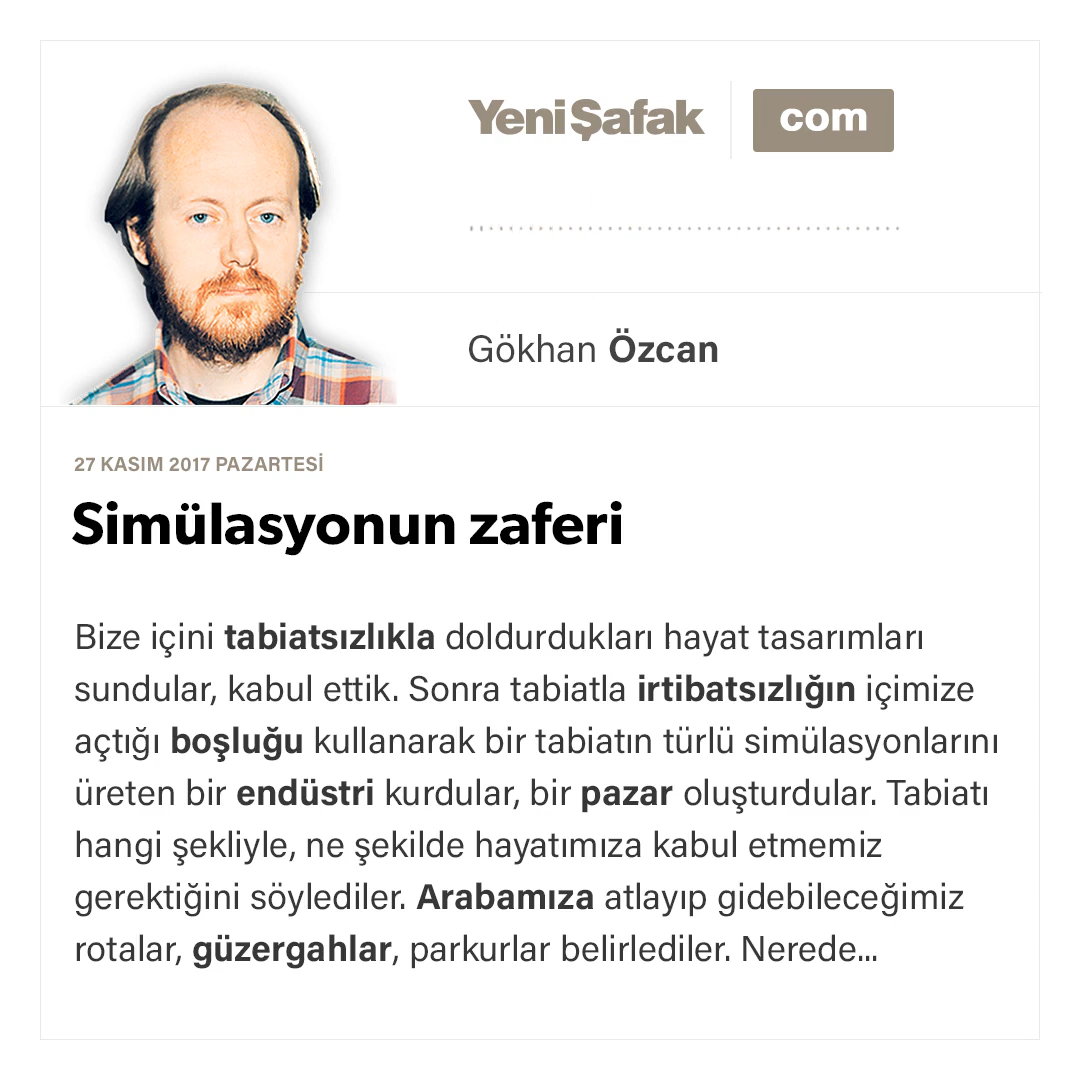 YeniŞafak com
Gökhan Özcan
27 KASIM 2017 PAZARTESİ
Simülasyonun zaferi
Bize içini tabiatsızlıkla doldurdukları hayat tasarımları
sundular, kabul ettik. Sonra tabiatla irtibatsızlığın içimize
açtığı boşluğu kullanarak bir tabiatın türlü simülasyonlarını
üreten bir endüstri kurdular, bir pazar oluşturdular. Tabiatı
hangi şekliyle, ne şekilde hayatımıza kabul etmemiz
gerektiğini söylediler. Arabamıza atlayıp gidebileceğimiz
rotalar, güzergahlar, parkurlar belirlediler. Nerede...